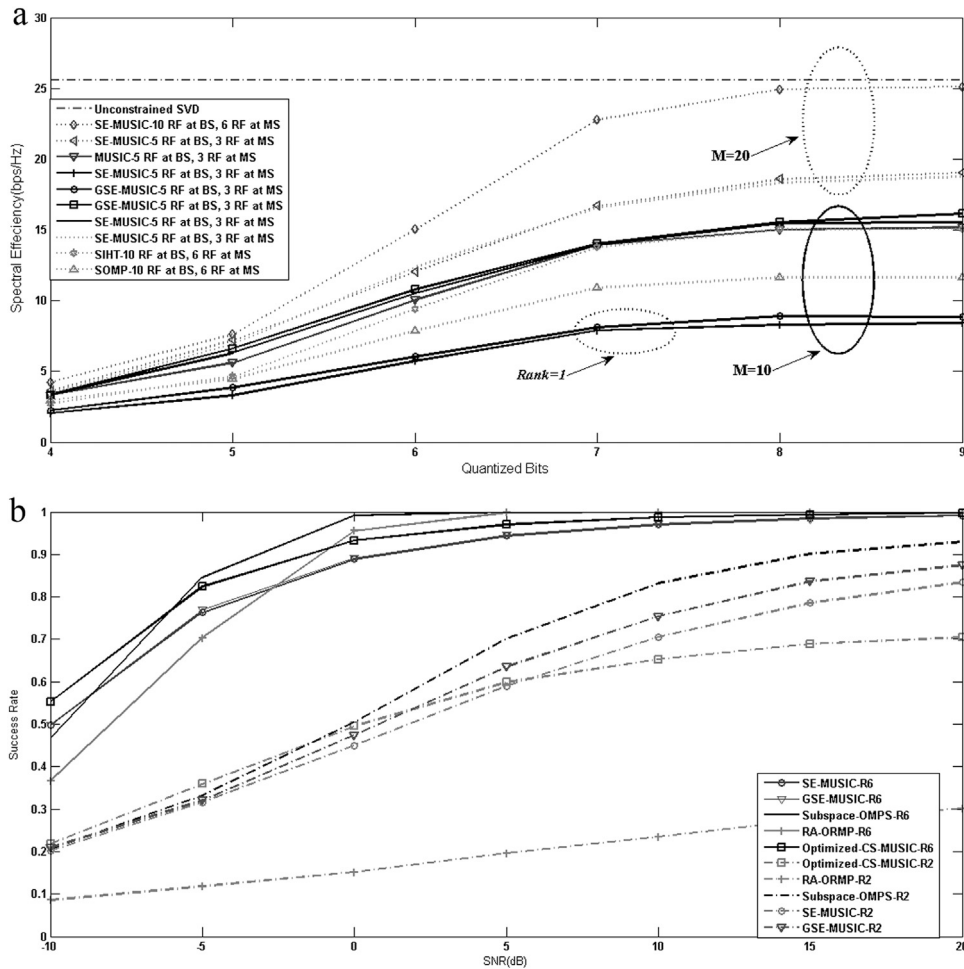 a
30
25
20
15
10
5
0
Spectral Effeciency(bps/Hz)
Unconstrained SVD
SE-MUSIC-10 RF at BS, 6 RF at MS
SE-MUSIC-5 RF at BS, 3 RF at MS
MUSIC-5 RF at BS, 3 RF at MS
SE-MUSIC-5 RF at BS, 3 RF at MS
GSE-MUSIC-5 RF at BS, 3 RF at MS
GSE-MUSIC-5 RF at BS, 3 RF at MS
SE-MUSIC-5 RF at BS, 3 RF at MS
SE-MUSIC-5 RF at BS, 3 RF at MS
SIHT-10 RF at BS, 6 RF at MS
SOMP-10 RF at BS, 6 RF at MS
M=20
Rank=1
M=10
4 5 6 7 8 9
Quantized Bits
b
1
0.9
0.8
0.7
0.6
0.5
0.4
0.3
0.2
0.1
0
Success Rate
SE-MUSIC-R6
GSE-MUSIC-R6
Subspace-OMPS-R6
RA-ORMP-R6
Optimized-CS-MUSIC-R6
Optimized-CS-MUSIC-R2
RA-ORMP-R2
Subspace-OMPS-R2
SE-MUSIC-R2
GSE-MUSIC-R2
-10 -5 0 5 10 15 20
SNR(dB)